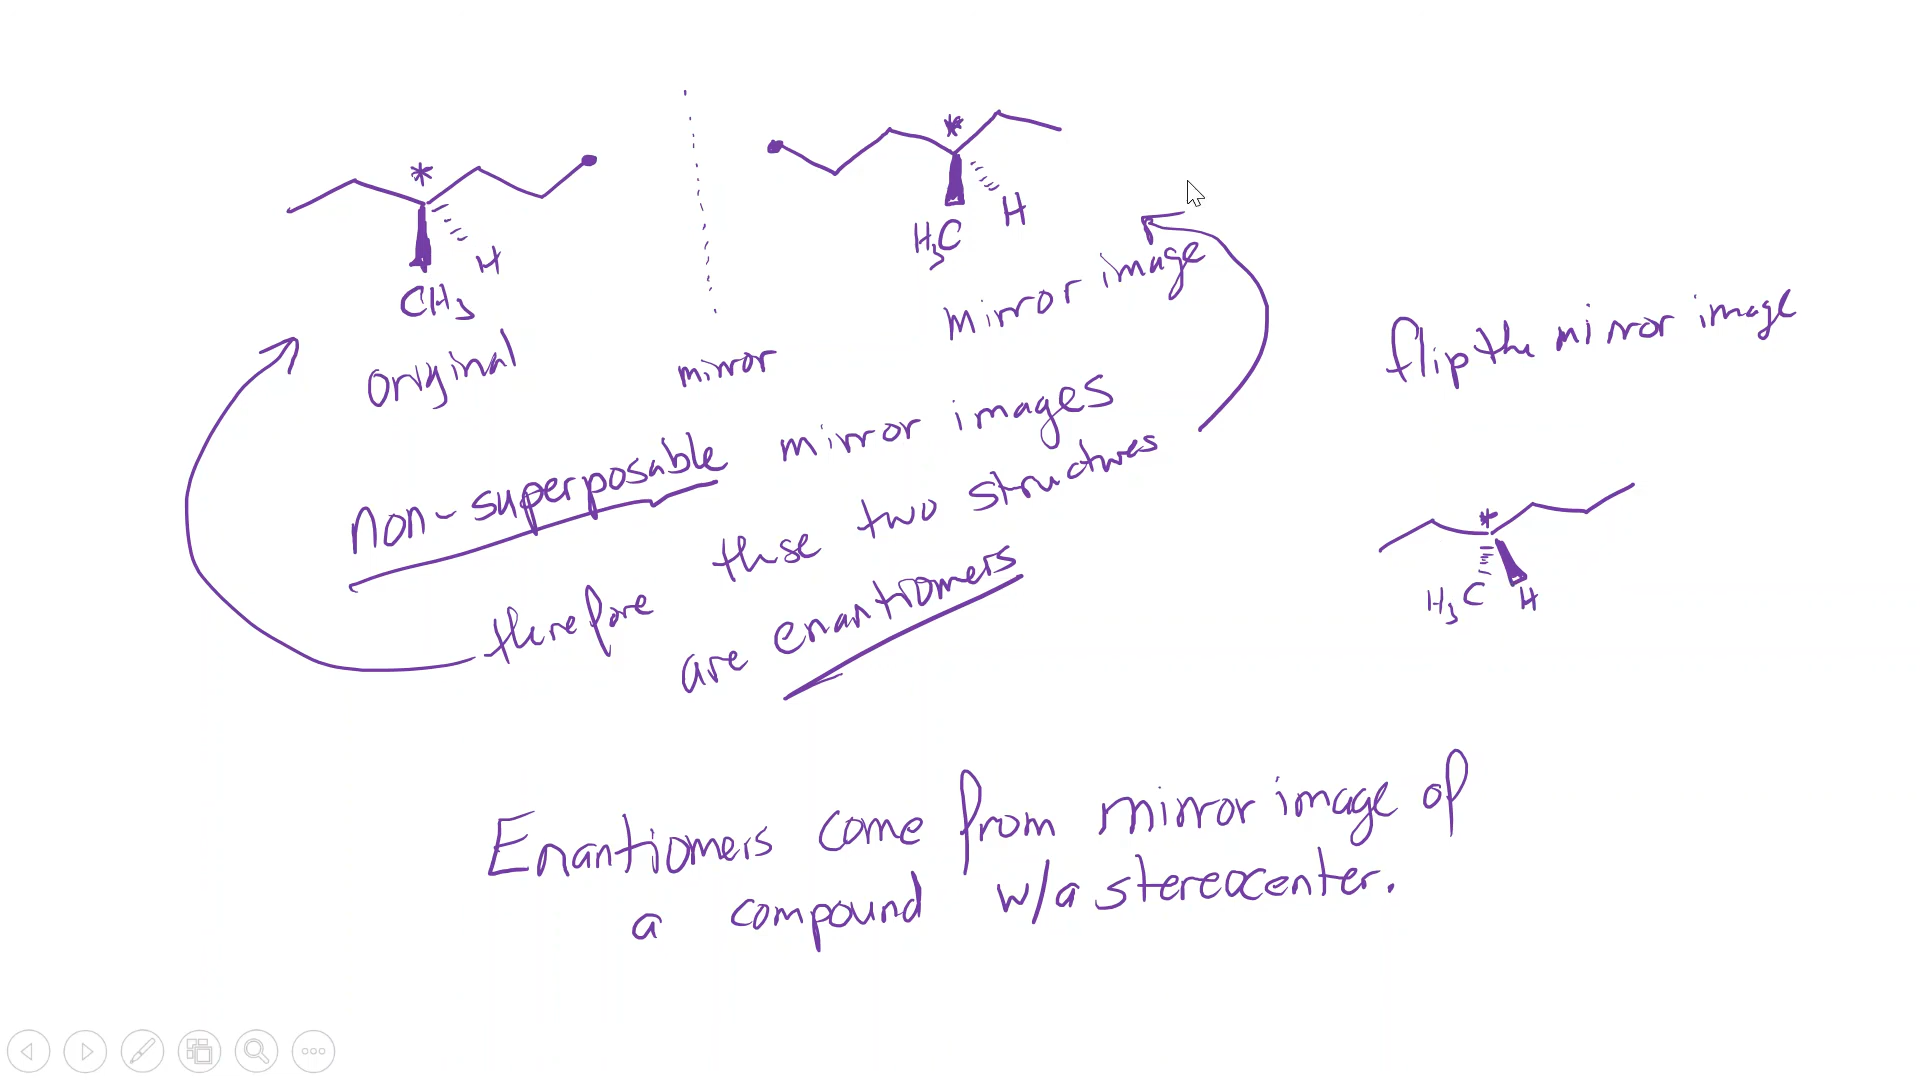 *
*
H
H₃C
H
CH₃
mirror image
original
mirror
flip the mirror image
non-superposable mirror images
therefore these two structures
are enantiomers
*
H₃C
H
Enantiomers come from mirror image of
a compound w/a stereocenter.